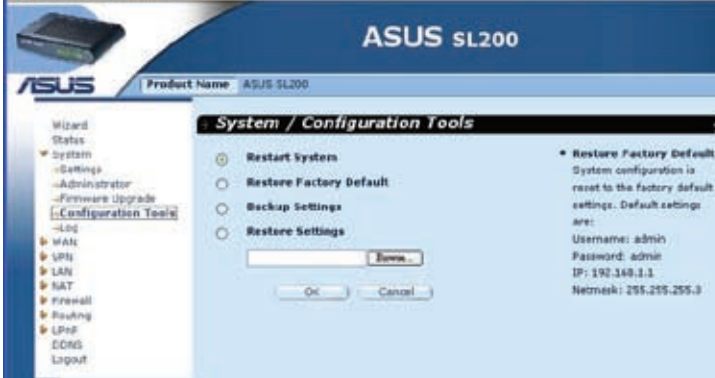 ASUS SL200
ASUS
Product Name ASUS SL200
System / Configuration Tools
Wizard
Status
System
Settings
Administrator
Firmware Upgrade
Configuration Tools
Log
WAN
VPN
LAN
NAT
Firewall
Routing
UPnP
DDNS
Logout
Restart System
Restore Factory Default
Backup Settings
Restore Settings
OK Cancel
Restore Factory Default
System configuration is
reset to the factory default
settings. Default settings
are:
Username: admin
Password: admin
IP: 192.168.1.1
Netmask: 255.255.255.0